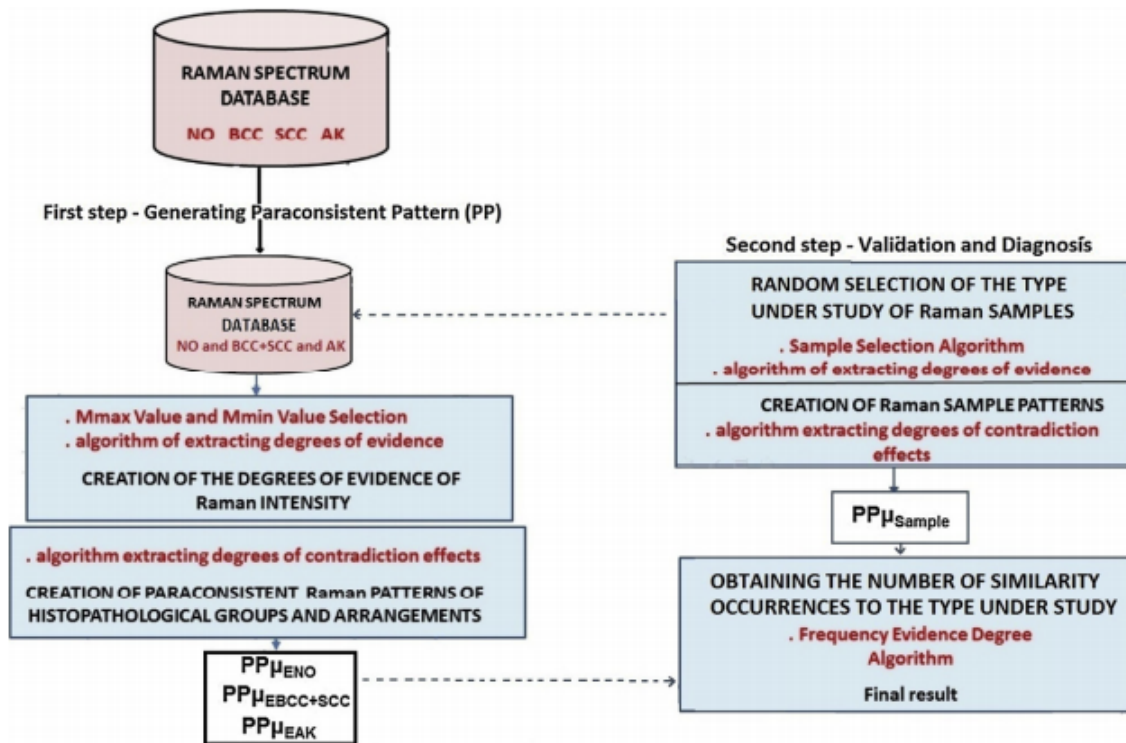 RAMAN SPECTRUM
DATABASE
NO BCC SCC AK
First step - Generating Paraconsistent Pattern (PP)
RAMAN SPECTRUM
DATABASE
NO and BCC+SCC and AK
. Mmax Value and Mmin Value Selection
. algorithm of extracting degrees of evidence
CREATION OF THE DEGREES OF EVIDENCE OF
Raman INTENSITY
. algorithm extracting degrees of contradiction effects
CREATION OF PARACONSISTENT Raman PATTERNS OF
HISTOPATHOLOGICAL GROUPS AND ARRANGEMENTS
PPμENO
PPμEBCC+SCC
PPμEAK
Second step - Validation and Diagnosis
RANDOM SELECTION OF THE TYPE
UNDER STUDY OF Raman SAMPLES
. Sample Selection Algorithm
. algorithm of extracting degrees of evidence
CREATION OF Raman SAMPLE PATTERNS
. algorithm extracting degrees of contradiction
effects
PPμSample
OBTAINING THE NUMBER OF SIMILARITY
OCCURRENCES TO THE TYPE UNDER STUDY
. Frequency Evidence Degree
Algorithm
Final result